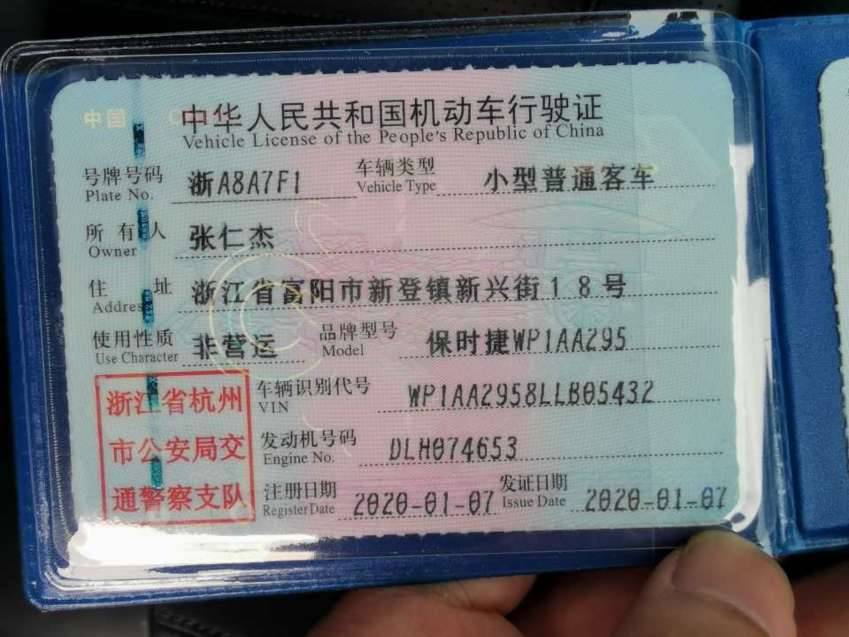 中国
中华人民共和国机动车行驶证
Vehicle License of the People's Republic of China
号牌号码 浙A8A7F1 车辆类型 小型普通客车
Plate No. Vehicle Type
所有人 张仁杰
Owner
住址 浙江省富阳市新登镇新兴街18号
Address
使用性质 非营运 品牌型号 保时捷WP1AA295
Use Character Model
浙江省杭州
市公安局交
通警察支队
车辆识别代号 WP1AA2958LLB05432
VIN
发动机号码 DLH074653
Engine No.
注册日期 2020-01-07 发证日期 2020-01-07
Register Date Issue Date